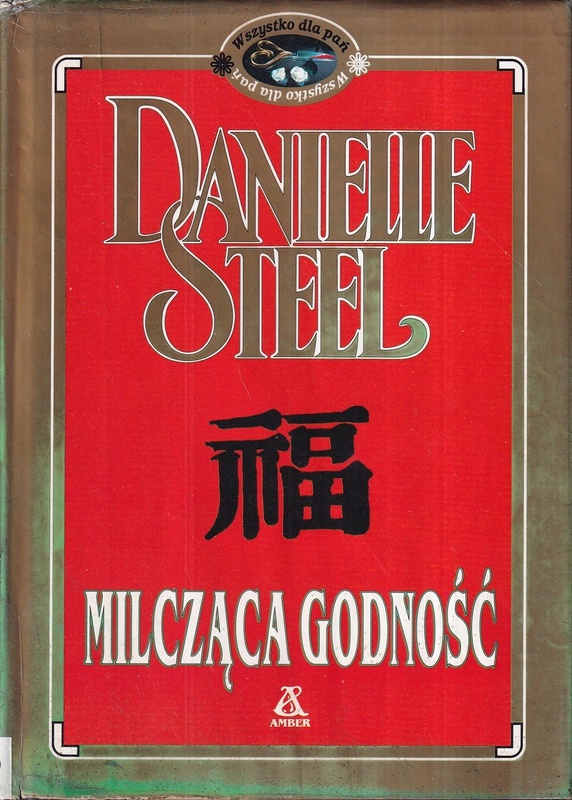 Wszystko dla pań
Wszystko dla pań
DANIELLE
STEEL
福
MILCZĄCA GODNOŚĆ
A
AMBER